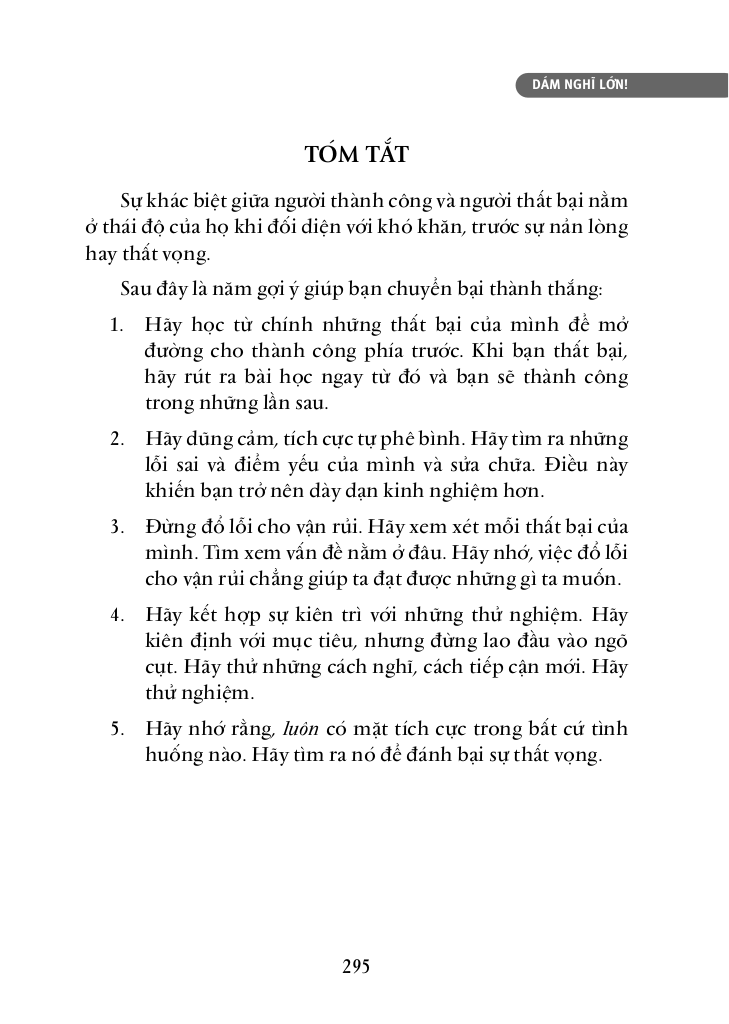 DÁM NGHĨ LỚN!
TÓM TẮT
Sự khác biệt giữa người thành công và người thất bại nằm
ở thái độ của họ khi đối diện với khó khăn, trước sự nản lòng
hay thất vọng.
Sau đây là năm gợi ý giúp bạn chuyển bại thành thắng:
1. Hãy học từ chính những thất bại của mình để mở
đường cho thành công phía trước. Khi bạn thất bại,
hãy rút ra bài học ngay từ đó và bạn sẽ thành công
trong những lần sau.
2. Hãy dũng cảm, tích cực tự phê bình. Hãy tìm ra những
lỗi sai và điểm yếu của mình và sửa chữa. Điều này
khiến bạn trở nên dày dạn kinh nghiệm hơn.
3. Đừng đổ lỗi cho vận rủi. Hãy xem xét mỗi thất bại của
mình. Tìm xem vấn đề nằm ở đâu. Hãy nhớ, việc đổ lỗi
cho vận rủi chẳng giúp ta đạt được những gì ta muốn.
4. Hãy kết hợp sự kiên trì với những thử nghiệm. Hãy
kiên định với mục tiêu, nhưng đừng lao đầu vào ngõ
cụt. Hãy thử những cách nghĩ, cách tiếp cận mới. Hãy
thử nghiệm.
5. Hãy nhớ rằng, luôn có mặt tích cực trong bất cứ tình
huống nào. Hãy tìm ra nó để đánh bại sự thất vọng.
295